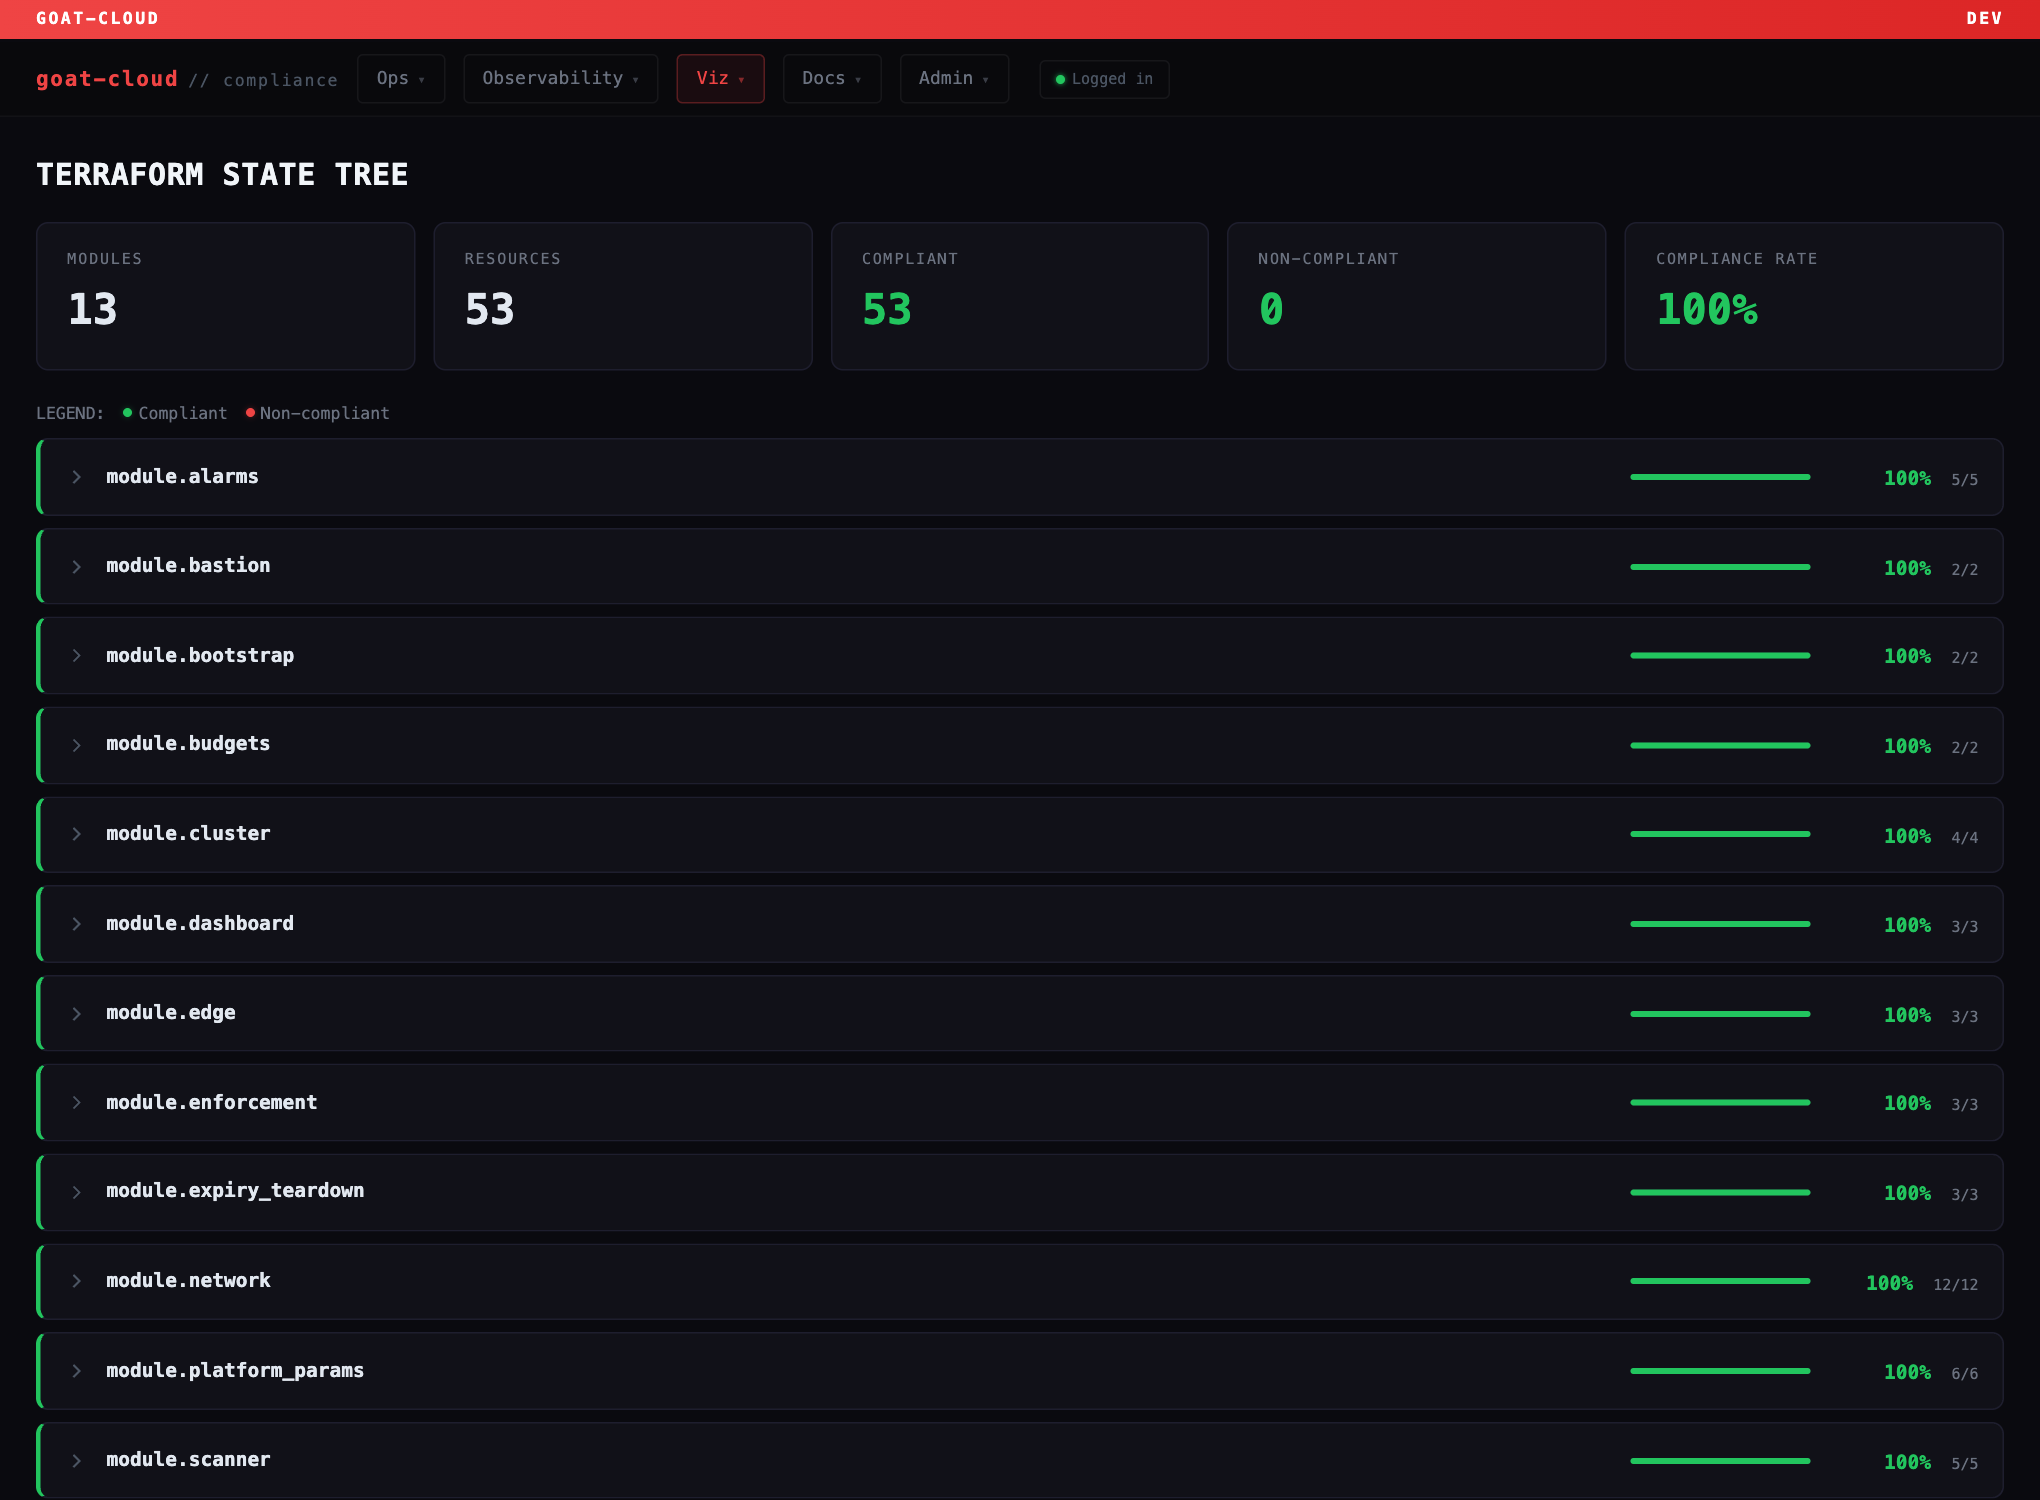 GOAT-CLOUD DEV
goat-cloud // compliance Ops ▾ Observability ▾ Viz ▾ Docs ▾ Admin ▾ Logged in
TERRAFORM STATE TREE
MODULES RESOURCES COMPLIANT NON-COMPLIANT COMPLIANCE RATE
13 53 53 0 100%
LEGEND: Compliant Non-compliant
module.alarms 100% 5/5
module.bastion 100% 2/2
module.bootstrap 100% 2/2
module.budgets 100% 2/2
module.cluster 100% 4/4
module.dashboard 100% 3/3
module.edge 100% 3/3
module.enforcement 100% 3/3
module.expiry_teardown 100% 3/3
module.network 100% 12/12
module.platform_params 100% 6/6
module.scanner 100% 5/5